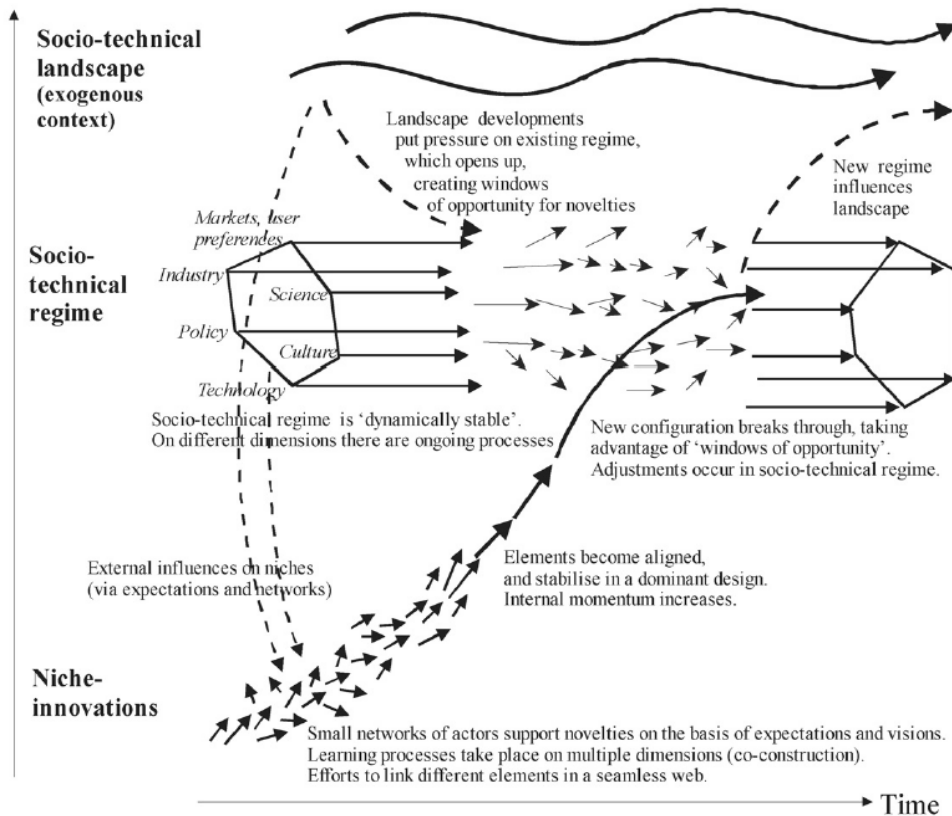 Socio-technical
landscape
(exogenous
context)
Landscape developments
put pressure on existing regime,
which opens up,
creating windows
of opportunity for novelties
New regime
influences
landscape
Markets, user
preferences
Socio-
technical
regime
Industry
Science
Policy
Culture
Technology
Socio-technical regime is ‘dynamically stable’.
On different dimensions there are ongoing processes
New configuration breaks through, taking
advantage of ‘windows of opportunity’.
Adjustments occur in socio-technical regime.
External influences on niches
(via expectations and networks)
Elements become aligned,
and stabilise in a dominant design.
Internal momentum increases.
Niche-
innovations
Small networks of actors support novelties on the basis of expectations and visions.
Learning processes take place on multiple dimensions (co-construction).
Efforts to link different elements in a seamless web.
Time